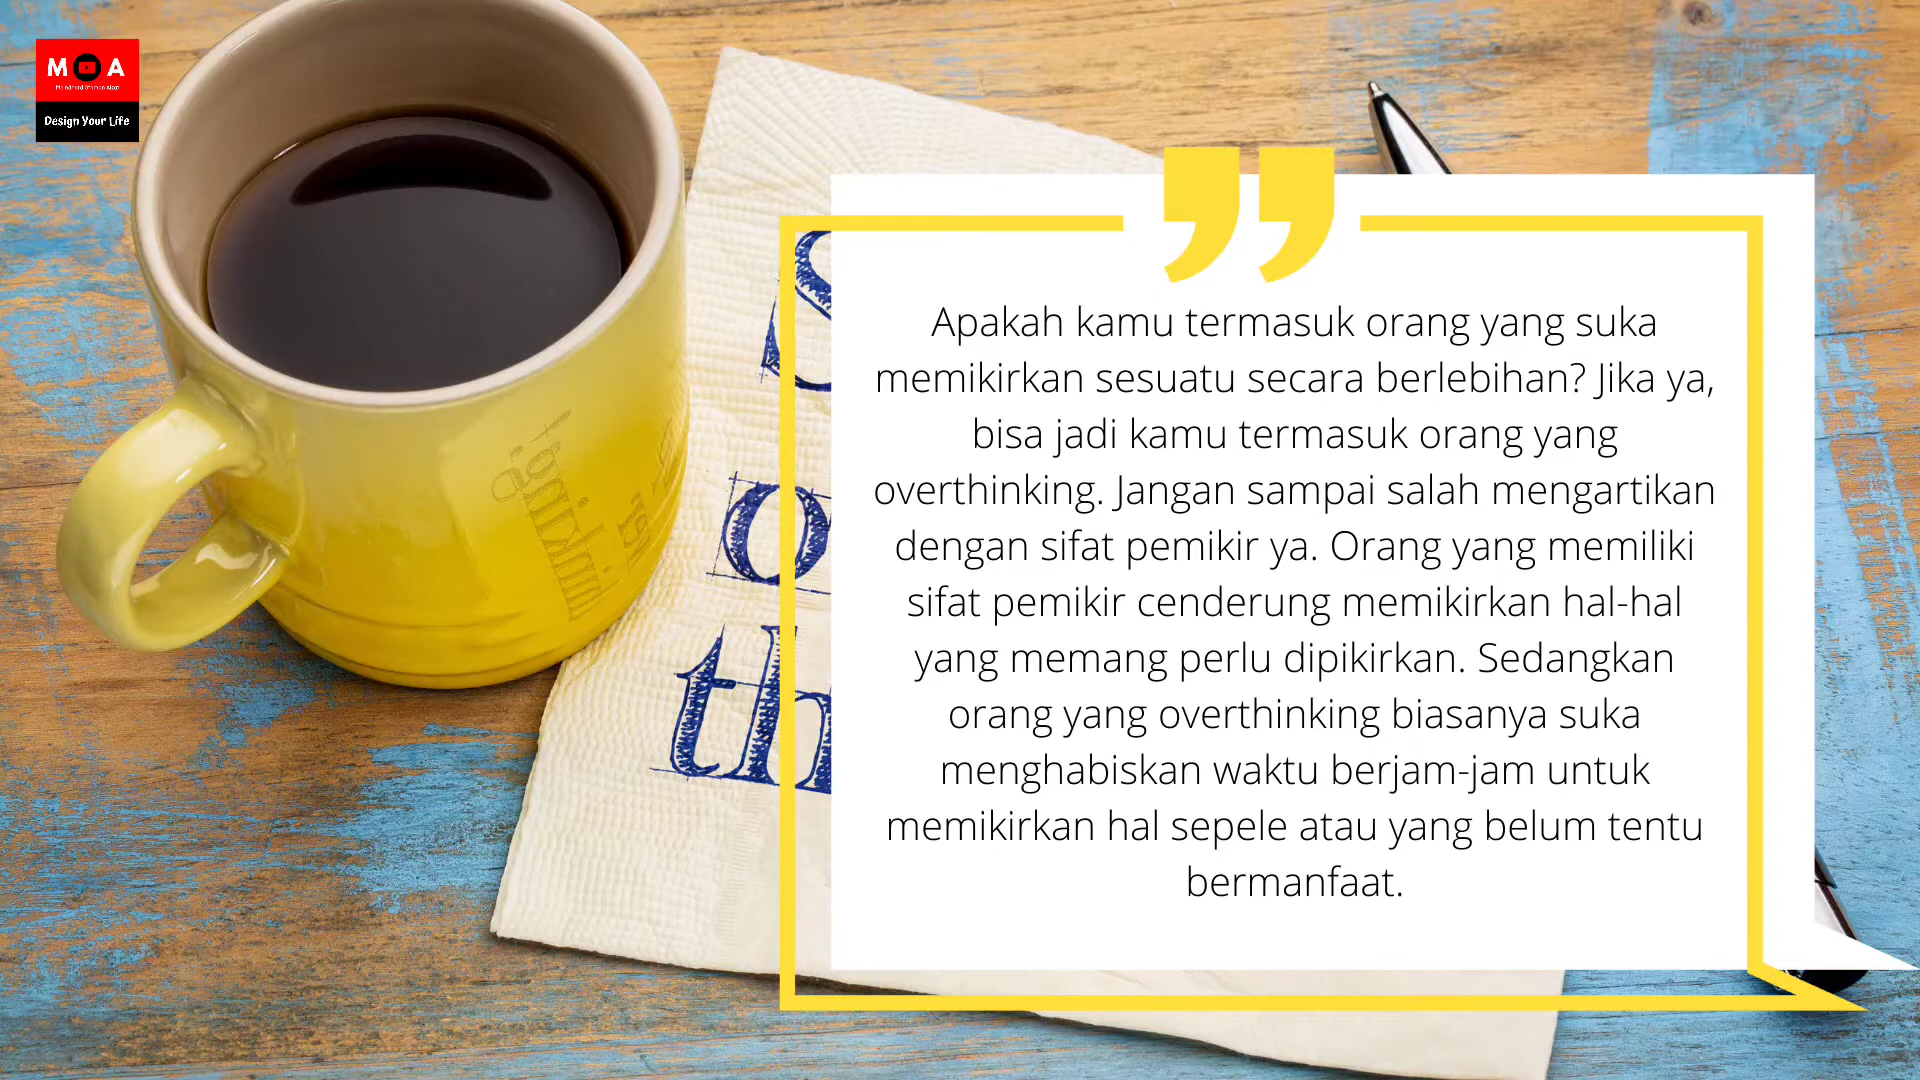 M A
Design Your Life
S
o
th
Apakah kamu termasuk orang yang suka
memikirkan sesuatu secara berlebihan? Jika ya,
bisa jadi kamu termasuk orang yang
overthinking. Jangan sampai salah mengartikan
dengan sifat pemikir ya. Orang yang memiliki
sifat pemikir cenderung memikirkan hal-hal
yang memang perlu dipikirkan. Sedangkan
orang yang overthinking biasanya suka
menghabiskan waktu berjam-jam untuk
memikirkan hal sepele atau yang belum tentu
bermanfaat.